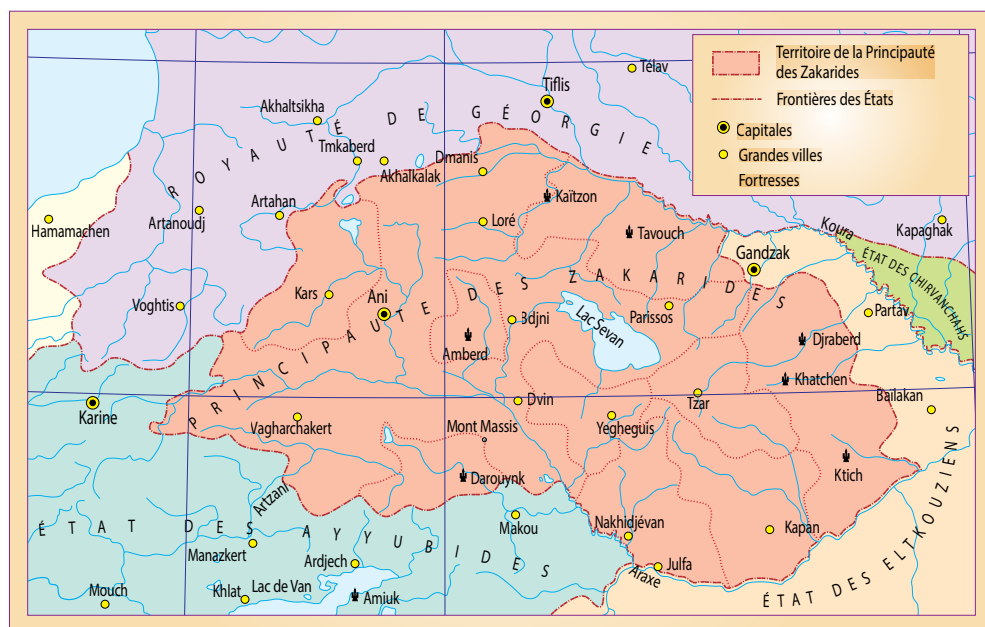 Territoire de la Principauté
des Zakarides
Frontières des États
Capitales
Grandes villes
Fortresses
Télav
Tiflis
Akhaltsikha
ROYAUTÉ DE GÉORGIE
Tmkaberd
Akhalkalak
Dmanis
Kaïtzon
Artahan
Artanoudj
Hamamachen
Loré
Tavouch
Koura
Kapaghak
Gandzak
ÉTAT DES CHIRVANCHAHS
Voghtis
Kars
Ani
PRINCIPAUTE DES ZAKARIDES
Bdjni
Lac Sevan
Parissos
Partav
Amberd
Djraberd
Khatchen
Karine
Dvin
Tzar
Bailakan
Vagharchakert
Mont Massis
Yegheguis
Ktich
Darouynk
Artzani
ÉTAT DES AYYUBIDES
Makou
Nakhidjévan
Kapan
Manazkert
Ardjech
Julfa
Araxe
ÉTAT DES ELTKOUZIENS
Mouch
Khlat
Lac de Van
Amiuk